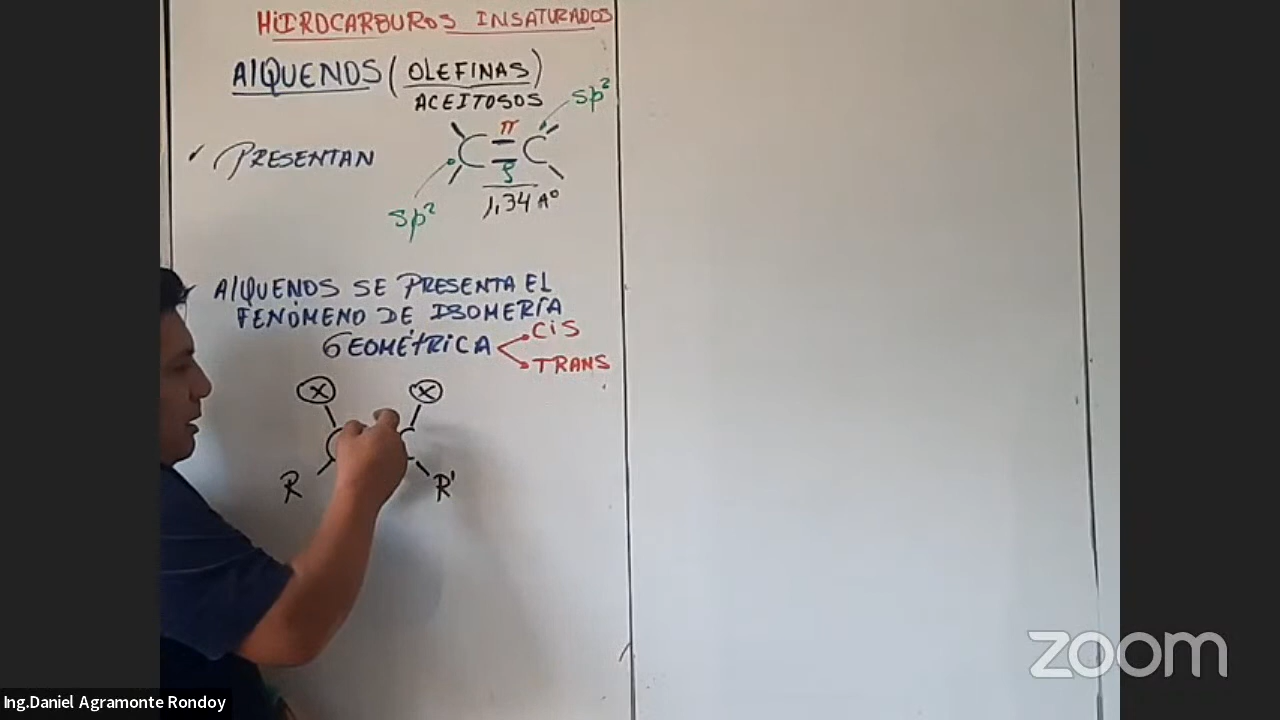 HIDROCARBUROS INSATURADOS
AlQUENOS (OLEFINAS)
ACEITOSOS
sp²
π
✓ PRESENTAN C = C
1,34 A°
sp²
AlQUENOS SE PRESENTA EL
FENÓMENO DE ISOMERÍA
GEOMÉTRICA
CiS
TRANS
X X
R R'
zoom
Ing.Daniel Agramonte Rondoy